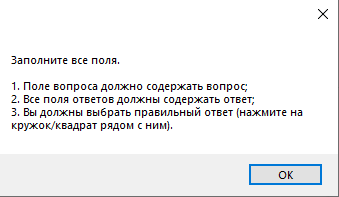 Заполните все поля.
1. Поле вопроса должно содержать вопрос;
2. Все поля ответов должны содержать ответ;
3. Вы должны выбрать правильный ответ (нажмите на
кружок/квадрат рядом с ним).
OK